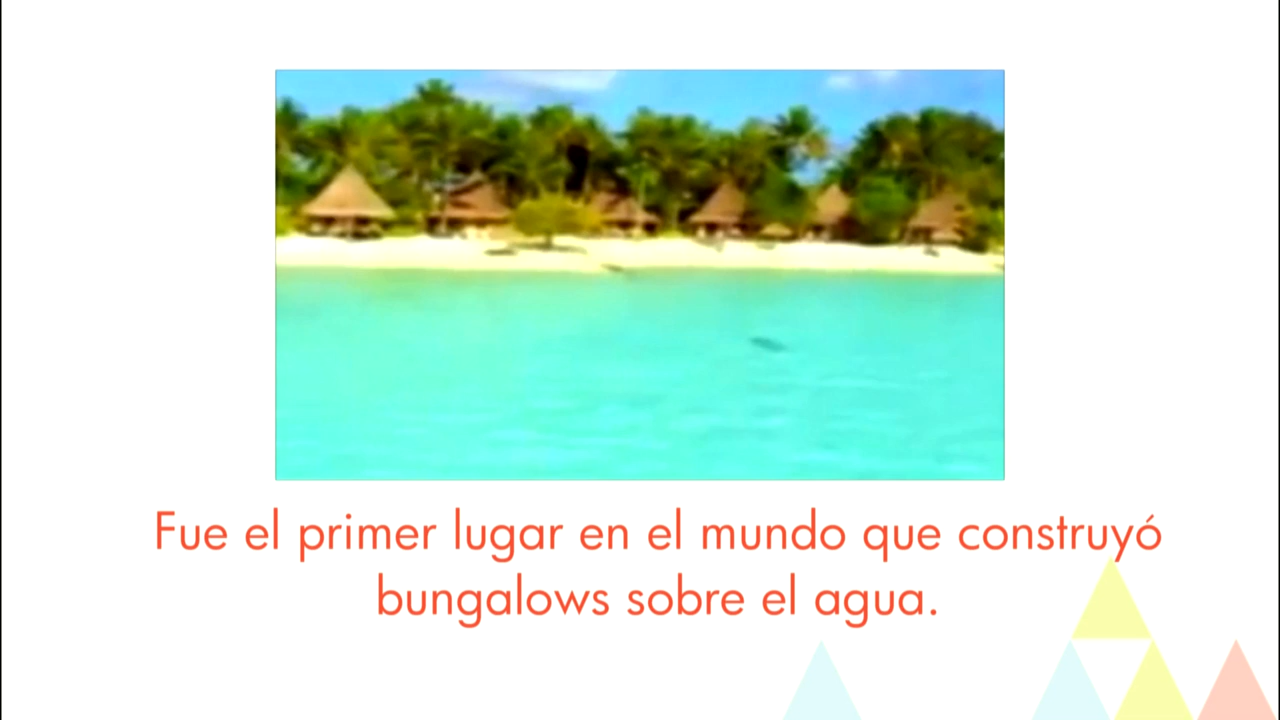 Fue el primer lugar en el mundo que construyó
bungalows sobre el agua.